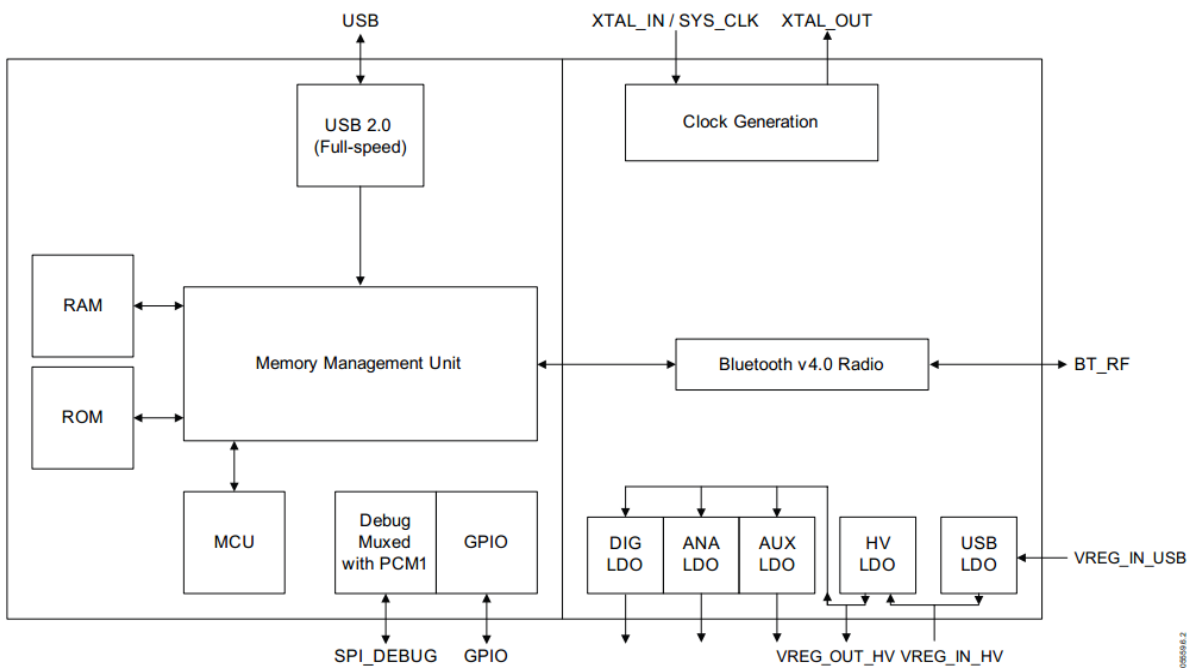 USB
XTAL_IN / SYS_CLK
XTAL_OUT
USB 2.0
(Full-speed)
Clock Generation
RAM
Memory Management Unit
Bluetooth v4.0 Radio
BT_RF
ROM
MCU
Debug
Muxed
with PCM1
GPIO
DIG
LDO
ANA
LDO
AUX
LDO
HV
LDO
USB
LDO
VREG_IN_USB
SPI_DEBUG
GPIO
VREG_OUT_HV
VREG_IN_HV